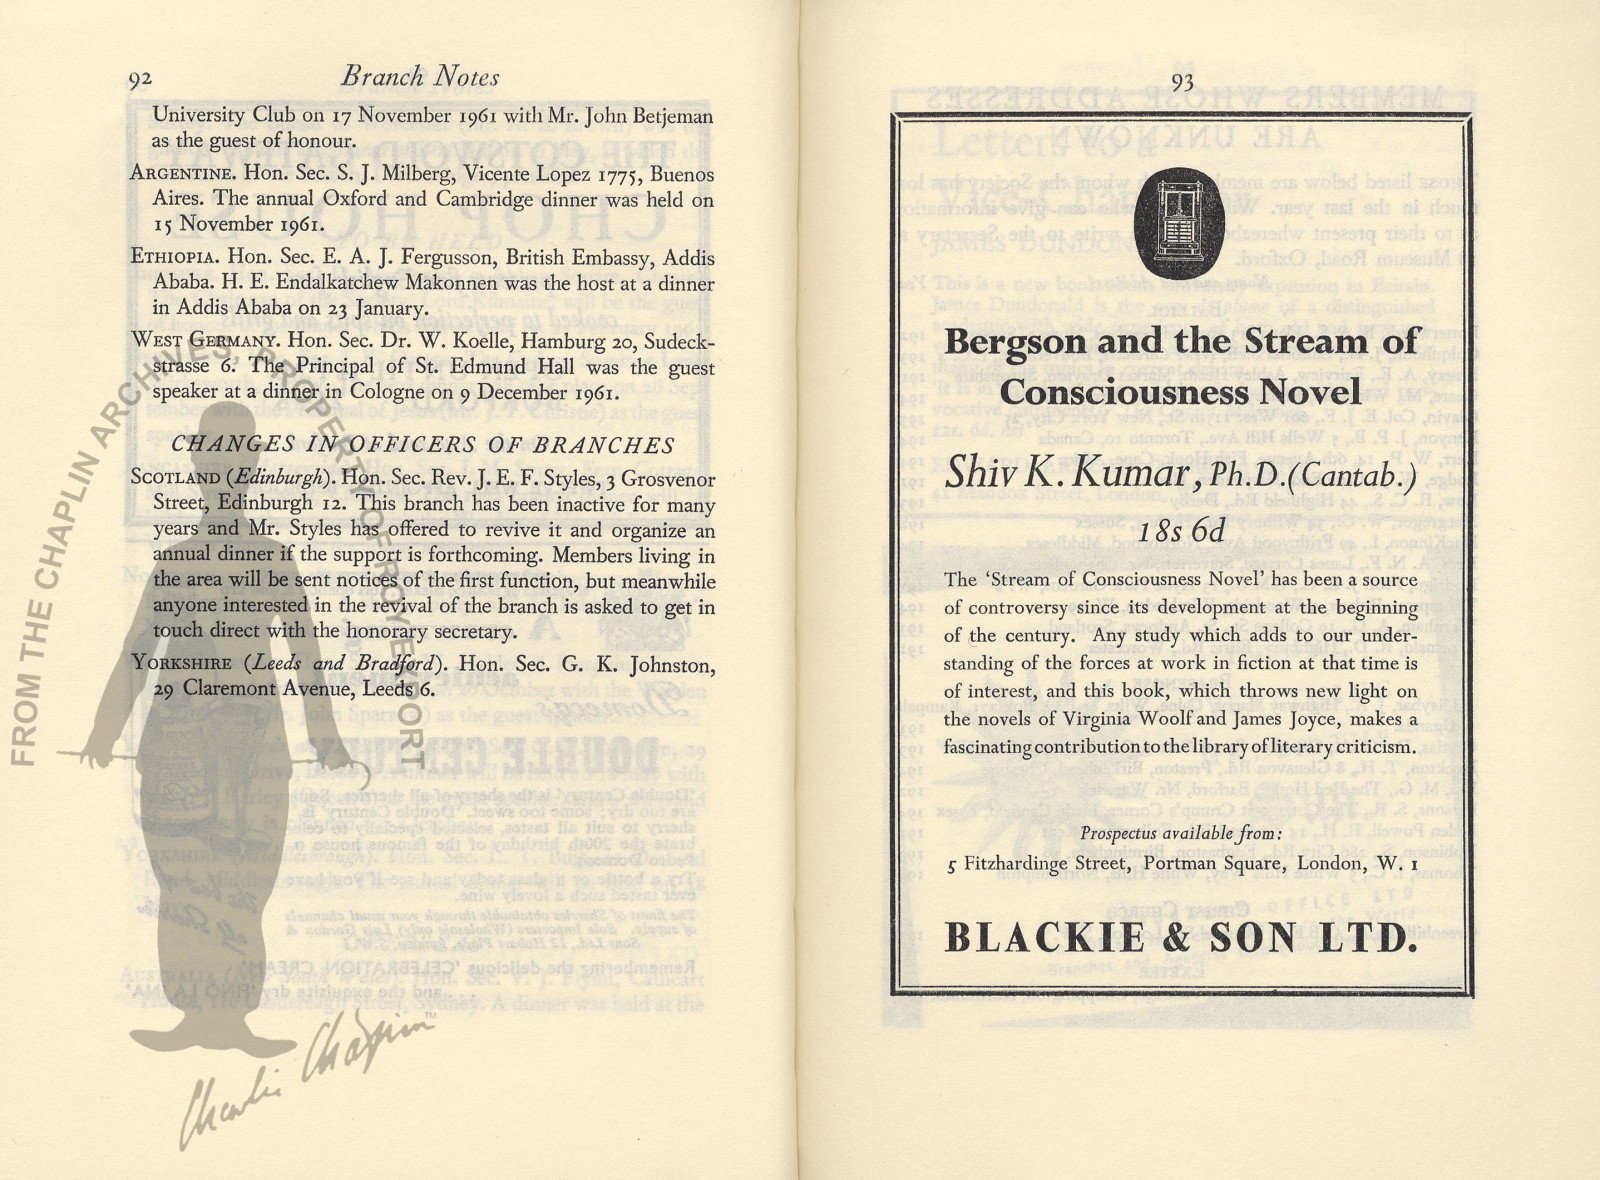 92
Branch Notes
University Club on 17 November 1961 with Mr. John Betjeman
as the guest of honour.
ARGENTINE. Hon. Sec. S. J. Milberg, Vicente Lopez 1775, Buenos
Aires. The annual Oxford and Cambridge dinner was held on
15 November 1961.
ETHIOPIA. Hon. Sec. E. A. J. Fergusson, British Embassy, Addis
Ababa. H. E. Endalkatchew Makonnen was the host at a dinner
in Addis Ababa on 23 January.
WEST GERMANY. Hon. Sec. Dr. W. Koelle, Hamburg 20, Sudeck-
strasse 6. The Principal of St. Edmund Hall was the guest
speaker at a dinner in Cologne on 9 December 1961.
CHANGES IN OFFICERS OF BRANCHES
SCOTLAND (Edinburgh). Hon. Sec. Rev. J. E. F. Styles, 3 Grosvenor
Street, Edinburgh 12. This branch has been inactive for many
years and Mr. Styles has offered to revive it and organize an
annual dinner if the support is forthcoming. Members living in
the area will be sent notices of the first function, but meanwhile
anyone interested in the revival of the branch is asked to get in
touch direct with the honorary secretary.
YORKSHIRE (Leeds and Bradford). Hon. Sec. G. K. Johnston,
29 Claremont Avenue, Leeds 6.
FROM THE CHAPLIN ARCHIVES, PROPERTY OF ROY EXPORT
Charlie Chaplin™
93
Bergson and the Stream of
Consciousness Novel
Shiv K. Kumar, Ph.D.(Cantab.)
18s 6d
The 'Stream of Consciousness Novel' has been a source
of controversy since its development at the beginning
of the century. Any study which adds to our under-
standing of the forces at work in fiction at that time is
of interest, and this book, which throws new light on
the novels of Virginia Woolf and James Joyce, makes a
fascinating contribution to the library of literary criticism.
Prospectus available from:
5 Fitzhardinge Street, Portman Square, London, W. 1
BLACKIE & SON LTD.